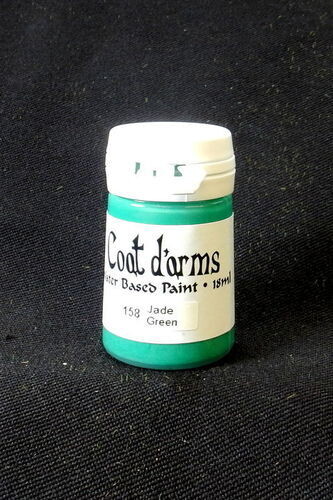 Coat d'arms
ter Based Paint • 18ml
158 Jade
Green